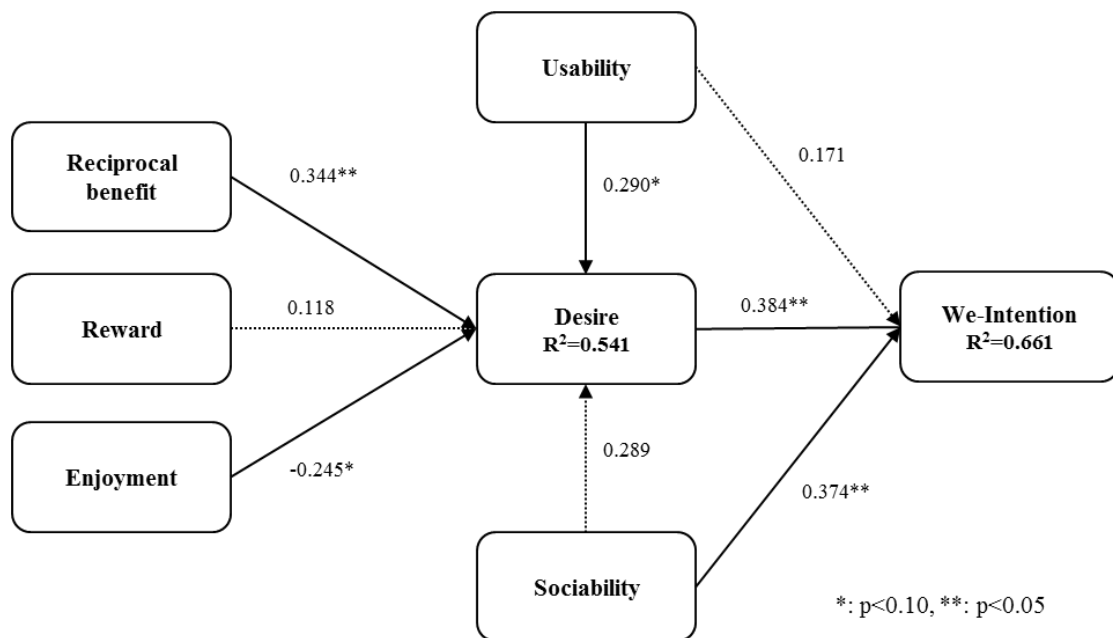 Usability
Reciprocal
benefit
0.344**
0.171
0.290*
Reward
0.118
Desire
R²=0.541
0.384**
We-Intention
R²=0.661
Enjoyment
-0.245*
0.289
0.374**
Sociability
*: p<0.10, **: p<0.05